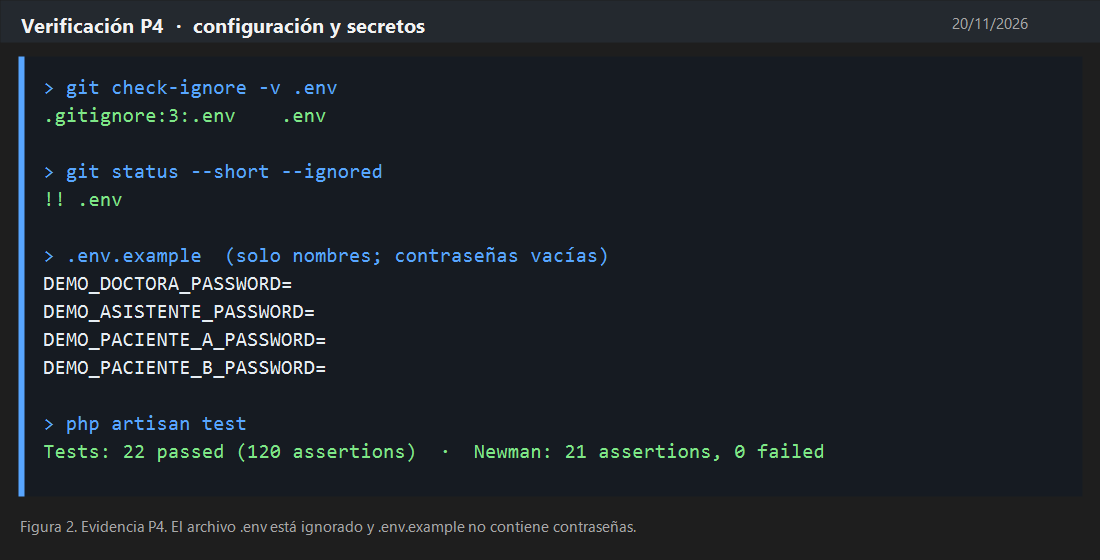 Verificación P4 · configuración y secretos
20/11/2026
> git check-ignore -v .env
.gitignore:3:.env    .env
> git status --short --ignored
!! .env
> .env.example  (solo nombres; contraseñas vacías)
DEMO_DOCTORA_PASSWORD=
DEMO_ASISTENTE_PASSWORD=
DEMO_PACIENTE_A_PASSWORD=
DEMO_PACIENTE_B_PASSWORD=
> php artisan test
Tests: 22 passed (120 assertions)  ·  Newman: 21 assertions, 0 failed
Figura 2. Evidencia P4. El archivo .env está ignorado y .env.example no contiene contraseñas.